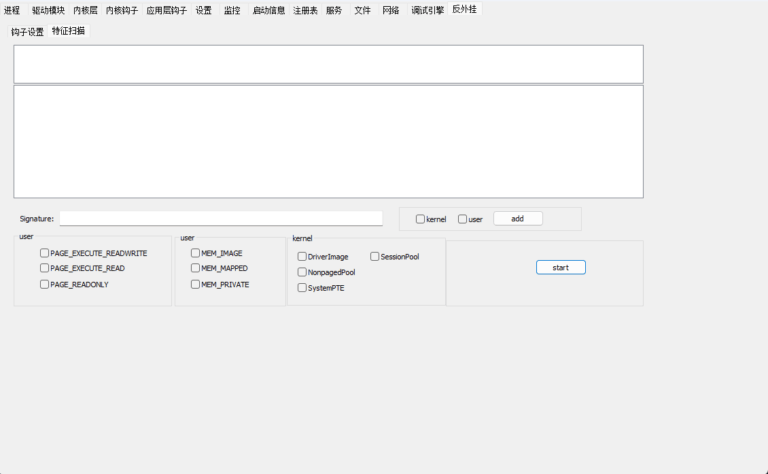 进程 驱动模块 内核层 内核钩子 应用层钩子 设置 监控 启动信息 注册表 服务 文件 网络 调试引擎 反外挂
钩子设置 特征扫描
Signature: kernel user add
user user kernel
PAGE_EXECUTE_READWRITE MEM_IMAGE DriverImage SessionPool
PAGE_EXECUTE_READ MEM_MAPPED NonpagedPool start
PAGE_READONLY MEM_PRIVATE SystemPTE